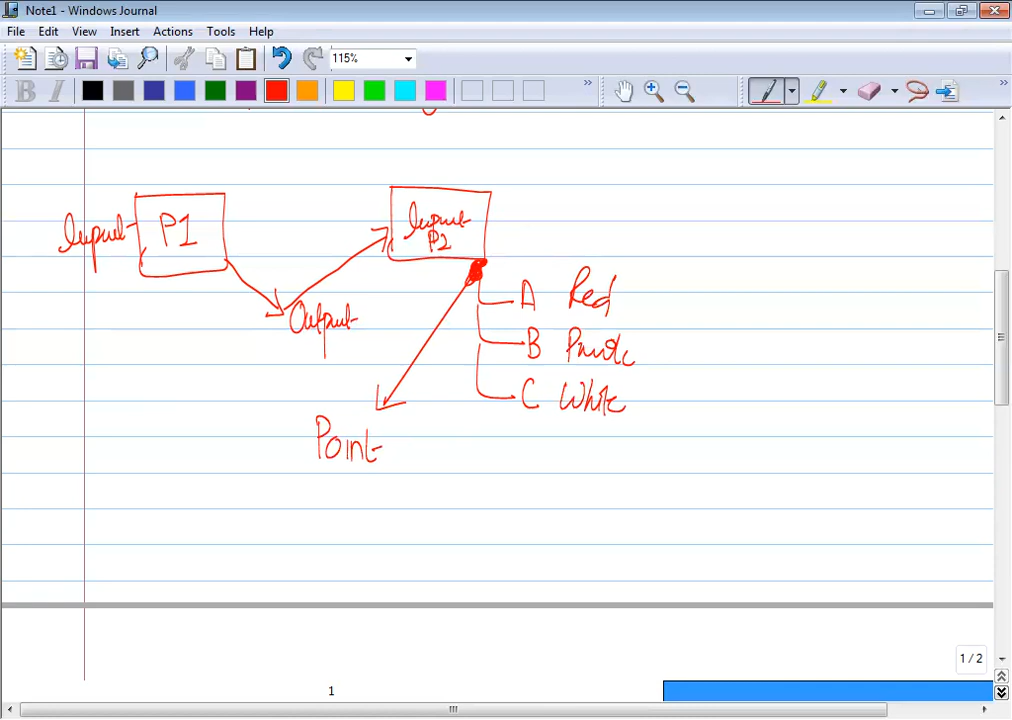 Note1 - Windows Journal
File Edit View Insert Actions Tools Help
115%
B I
Input P1
Input
P2
Output
A Red
B
C White
Point
1 / 2
1